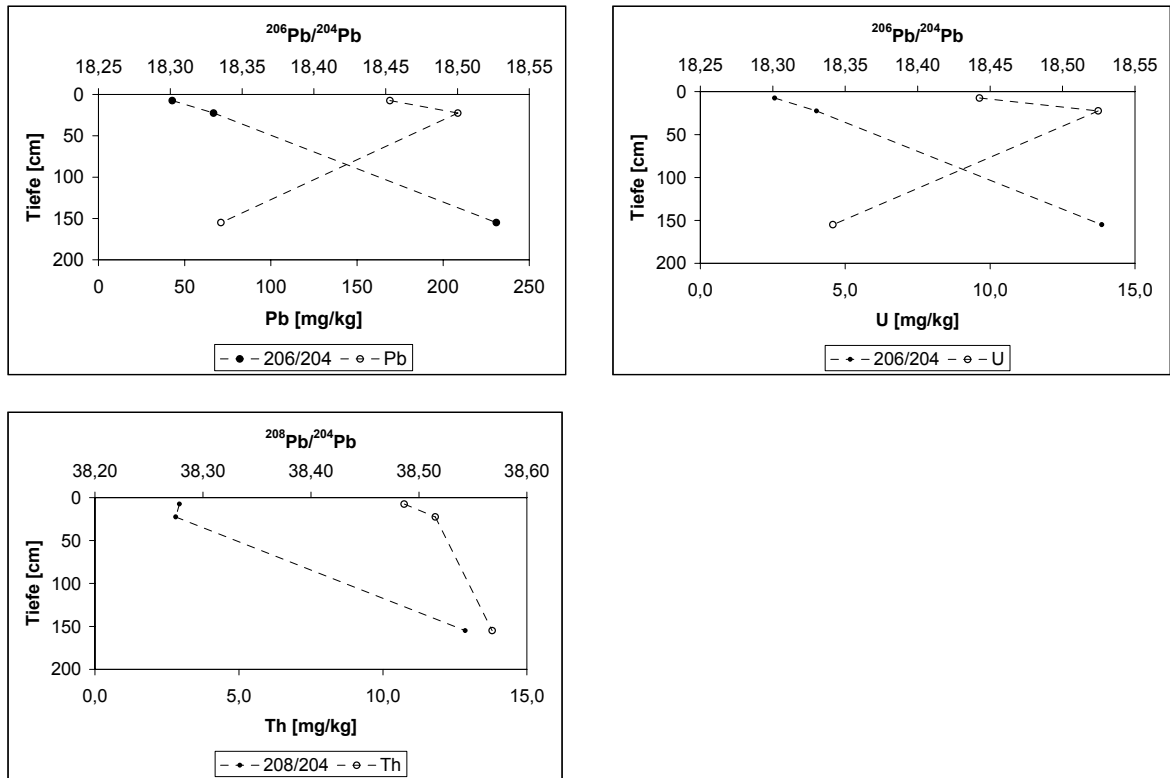 ²⁰⁶Pb/²⁰⁴Pb
18,25 18,30 18,35 18,40 18,45 18,50 18,55
0
50
100
150
200
Tiefe [cm]
0 50 100 150 200 250
Pb [mg/kg]
206/204 Pb
²⁰⁶Pb/²⁰⁴Pb
18,25 18,30 18,35 18,40 18,45 18,50 18,55
0
50
100
150
200
Tiefe [cm]
0,0 5,0 10,0 15,0
U [mg/kg]
206/204 U
²⁰⁸Pb/²⁰⁴Pb
38,20 38,30 38,40 38,50 38,60
0
50
100
150
200
Tiefe [cm]
0,0 5,0 10,0 15,0
Th [mg/kg]
208/204 Th